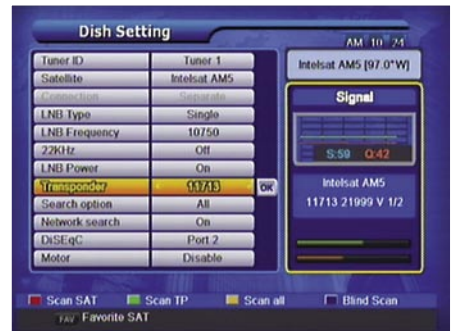 Dish Setting
AM 10 24
Tuner ID Tuner 1
Satellite Intelsat AM5
Connection Separate
LNB Type Single
LNB Frequency 10750
22KHz Off
LNB Power On
Transponder 11713 OK
Search option All
Network search On
DiSEqC Port 2
Motor Disable
Intelsat AM5 [97.0°W]
Signal
S:59 Q:42
Intelsat AM5
11713 21999 V 1/2
Scan SAT Scan TP Scan all Blind Scan
FAV Favorite SAT